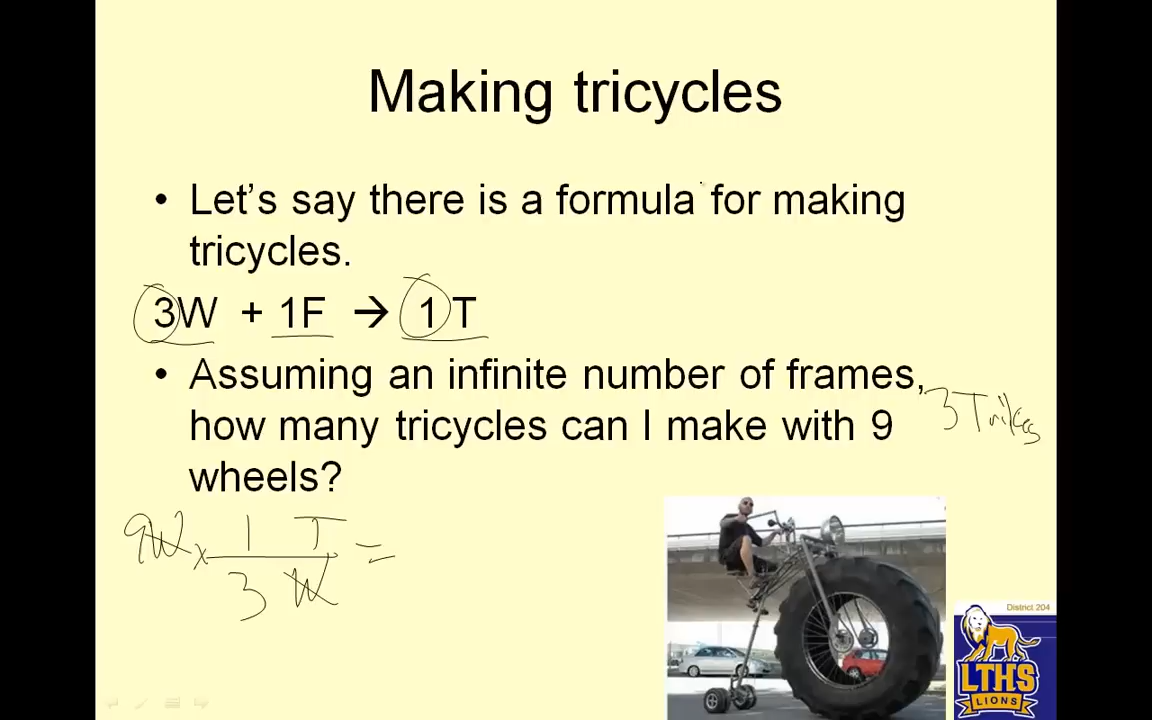 Making tricycles
• Let's say there is a formula for making
tricycles.
3W + 1F → 1 T
• Assuming an infinite number of frames,
how many tricycles can I make with 9
wheels?
3 Trikes
9W x 1 T =
3 W
District 204
LTHS
LIONS